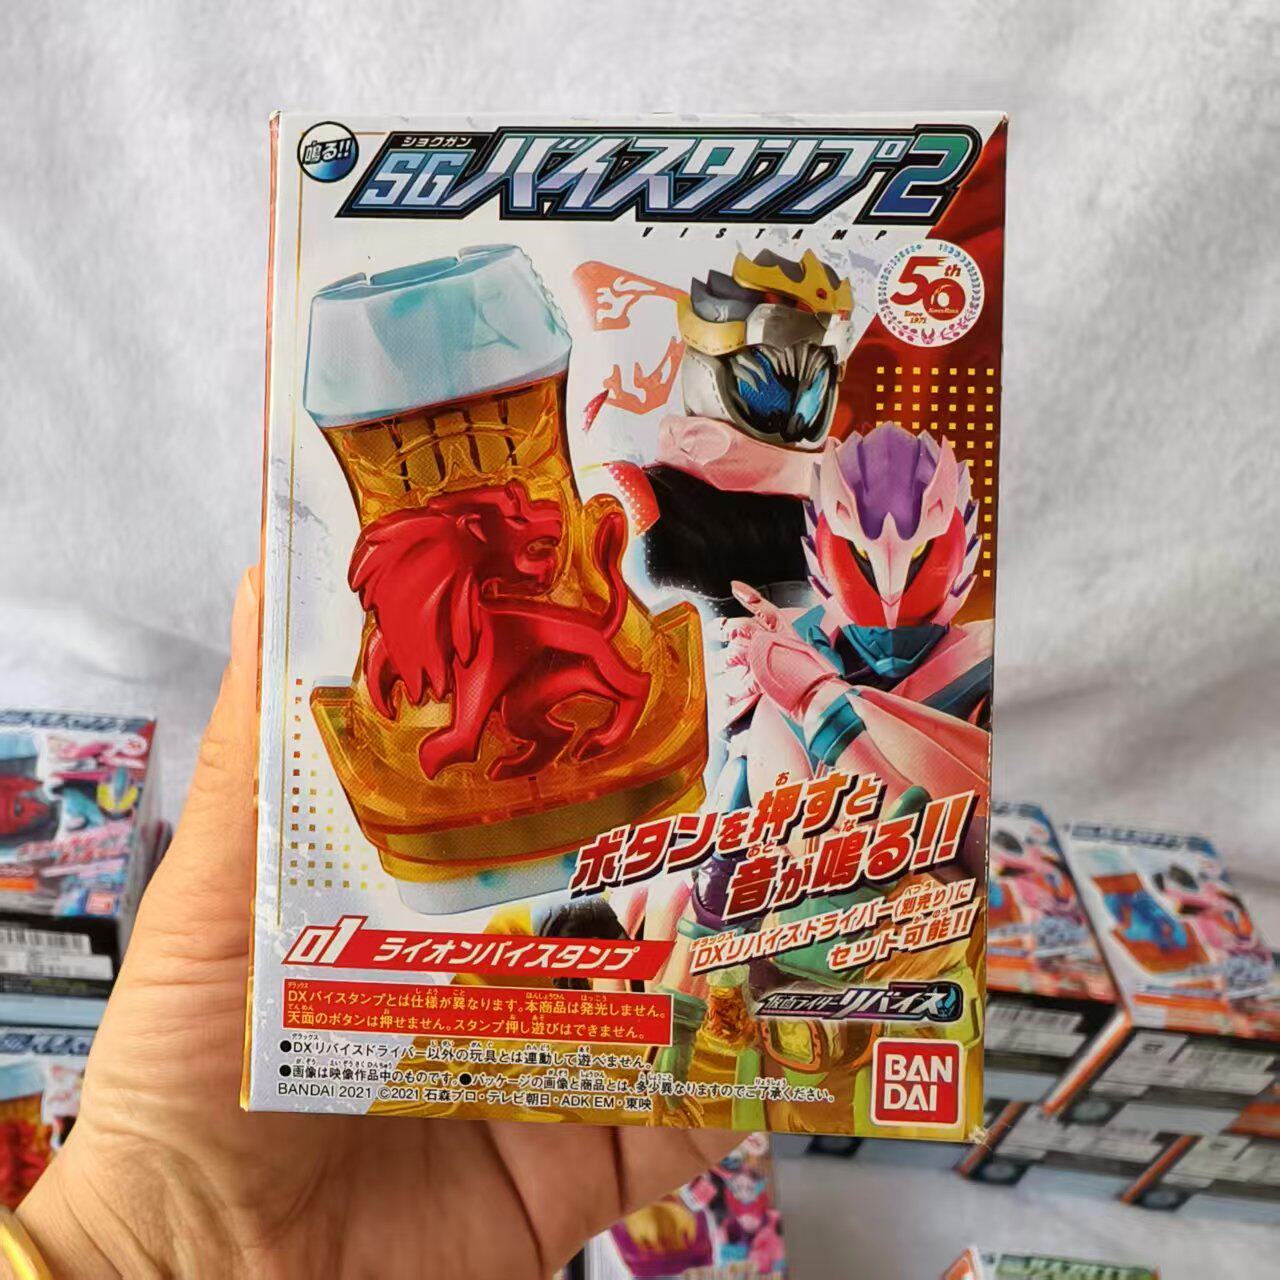 鳴る!!
ショクガン
SGバイスタンプ2
VISTAMP
50th
Since 1971
ボタンを押すと
音が鳴る!!
DXリバイスドライバー(別売り)に
セット可能!!
01 ライオンバイスタンプ
DXバイスタンプとは仕様が異なります。本商品は発光しません。
天面のボタンは押せません。スタンプ押し遊びはできません。
仮面ライダーリバイス
●DXリバイスドライバー以外の玩具とは連動して遊べません。
●画像は映像作品中のものです。●パッケージの画像と商品とは、多少異なりますのでご了承ください。
BANDAI 2021 ©2021 石森プロ・テレビ朝日・ADK EM・東映
BAN
DAI